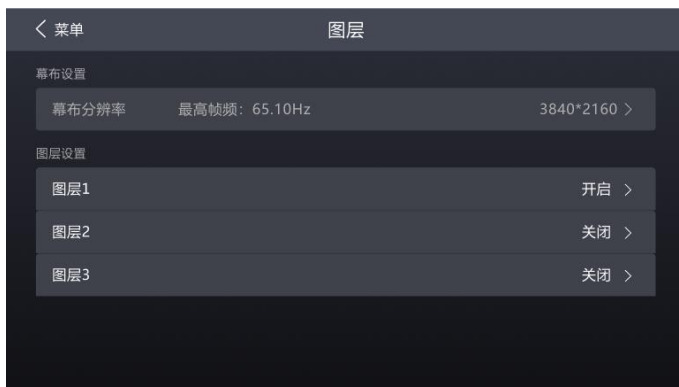 菜单 图层
幕布设置
幕布分辨率 最高帧频：65.10Hz 3840*2160
图层设置
图层1 开启
图层2 关闭
图层3 关闭